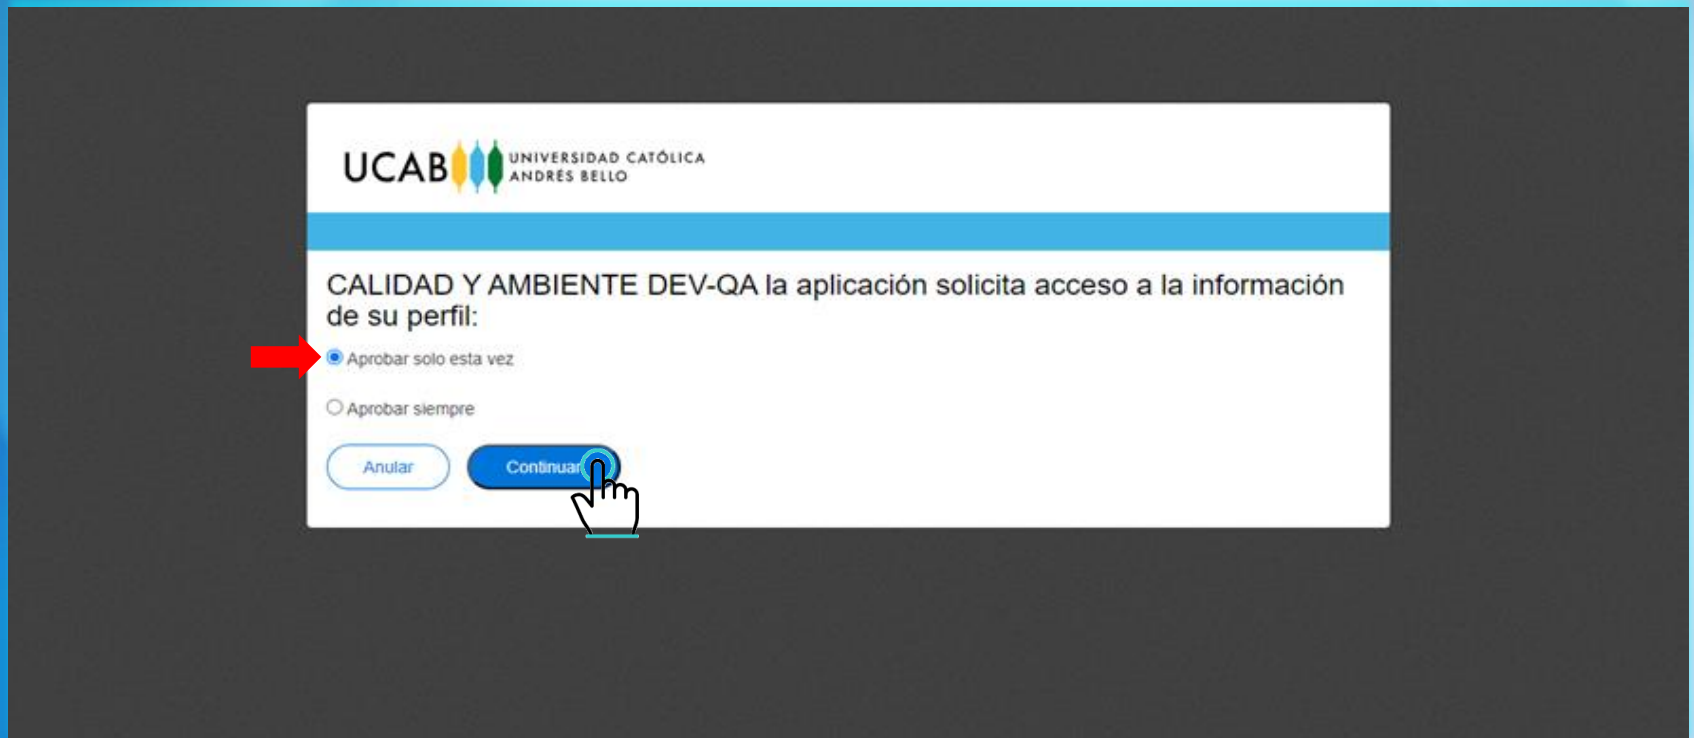 UCAB UNIVERSIDAD CATÓLICA
ANDRÉS BELLO
CALIDAD Y AMBIENTE DEV-QA la aplicación solicita acceso a la información
de su perfil:
Aprobar solo esta vez
Aprobar siempre
Anular Continuar